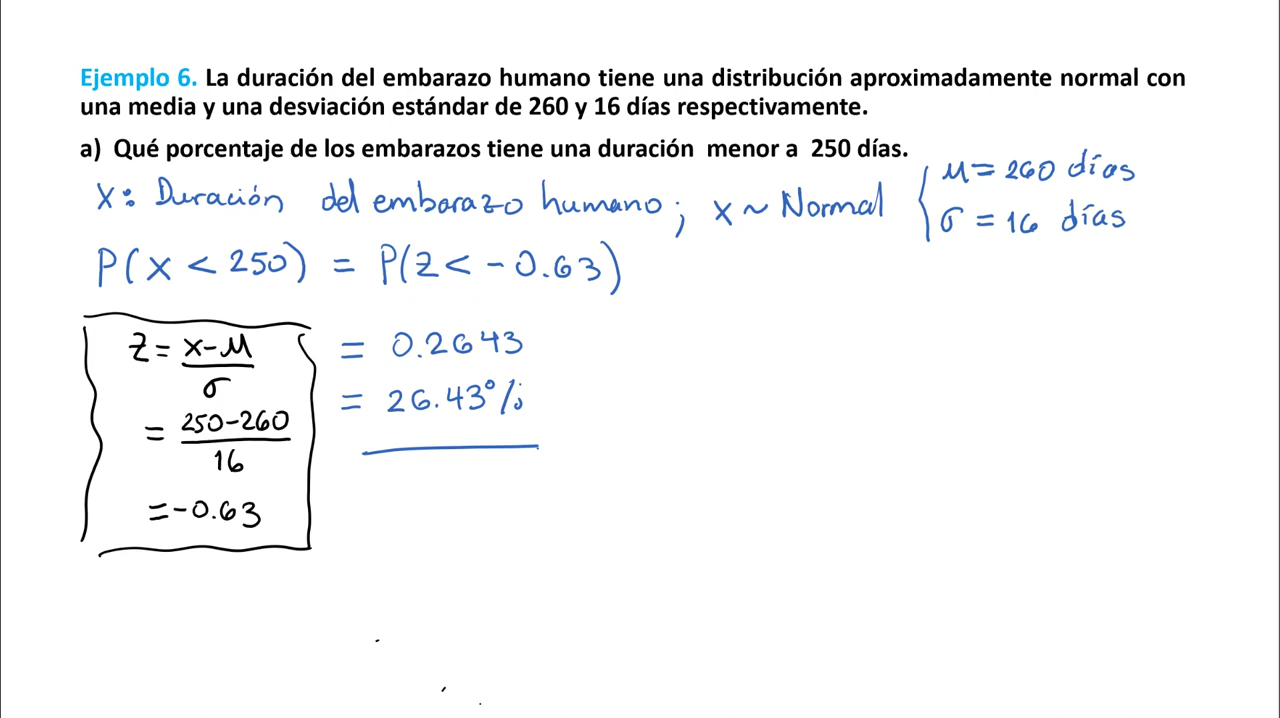 Ejemplo 6. La duración del embarazo humano tiene una distribución aproximadamente normal con
una media y una desviación estándar de 260 y 16 días respectivamente.
a) Qué porcentaje de los embarazos tiene una duración menor a 250 días.
x: Duración del embarazo humano; x ~ Normal { μ = 260 días
σ = 16 días
P(x < 250) = P(z < -0.63)
z = x-μ
σ
= 250-260
16
= -0.63
= 0.2643
= 26.43%